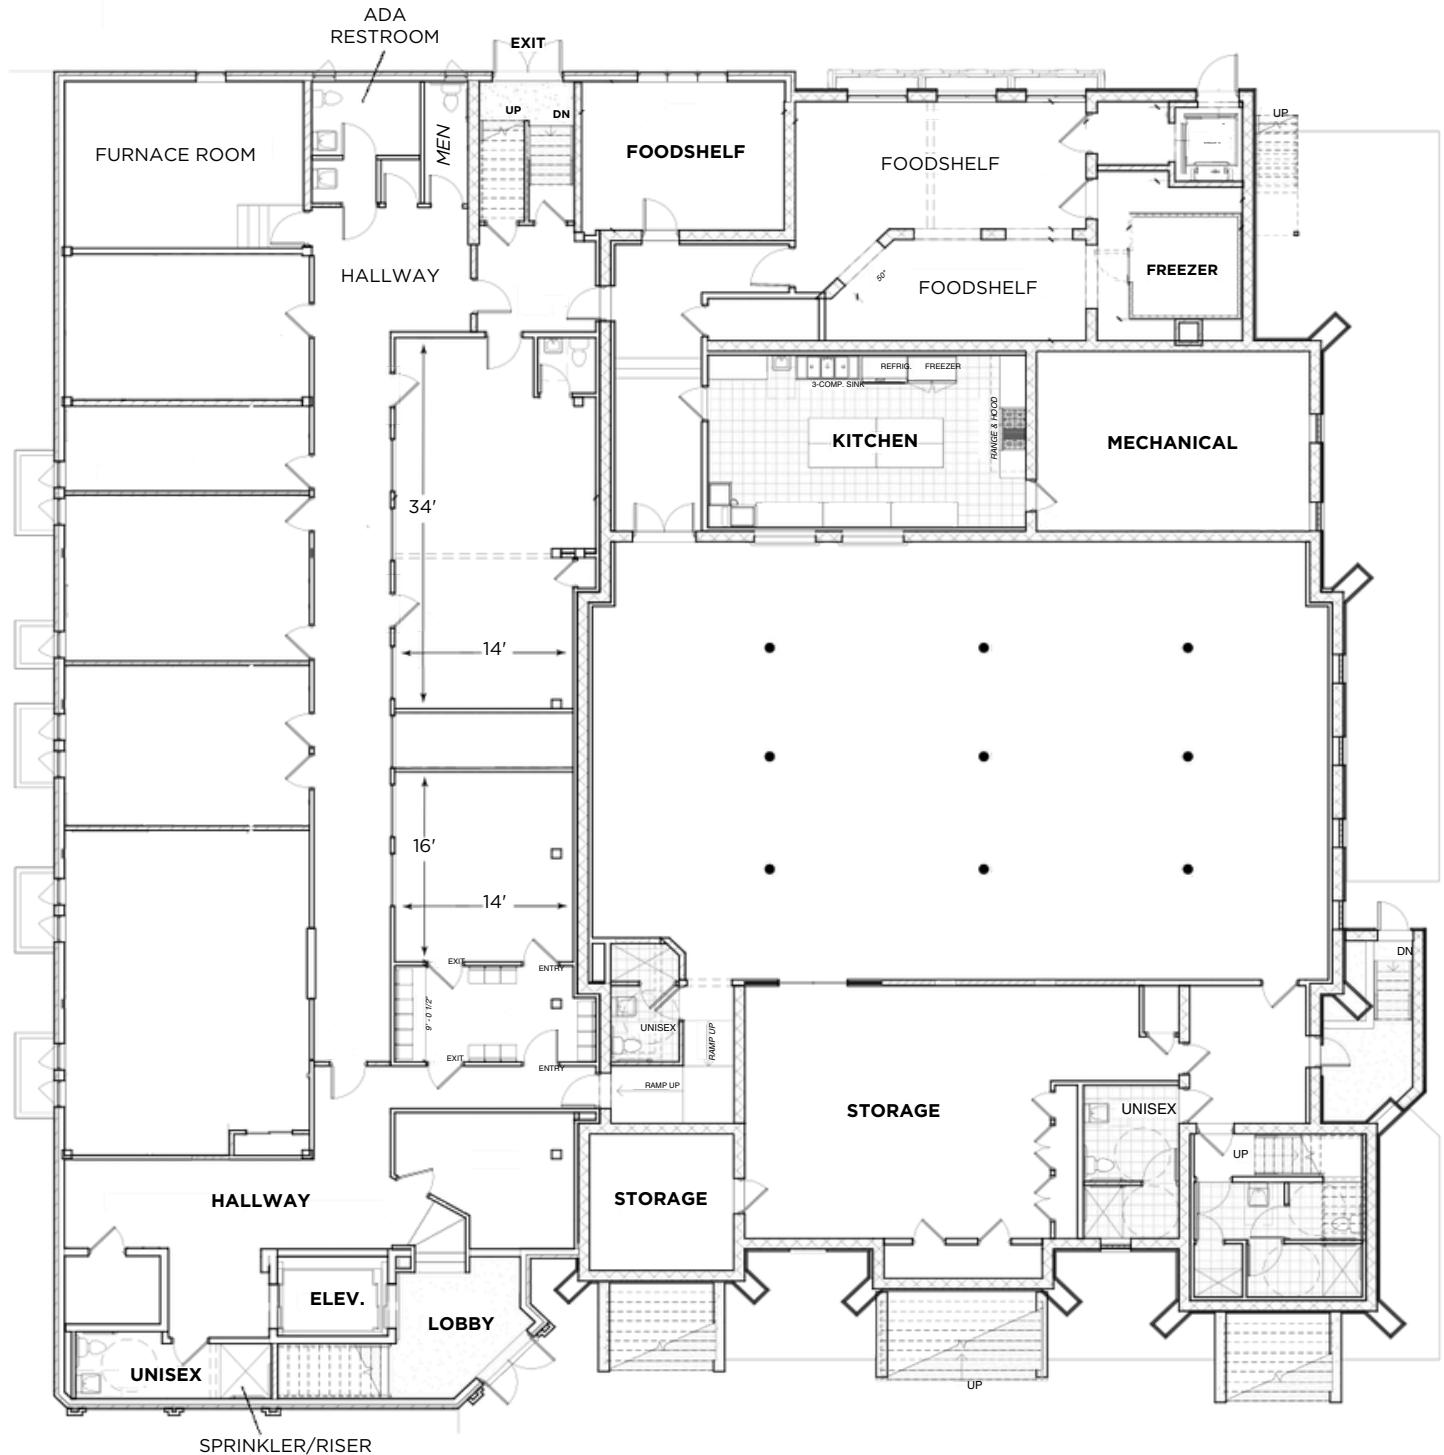 ADA
RESTROOM
EXIT
UP
DN
UP
FURNACE ROOM
MEN
FOODSHELF
FOODSHELF
HALLWAY
50"
FOODSHELF
FREEZER
REFRIG.
FREEZER
3-COMP. SINK
RANGE & HOOD
KITCHEN
MECHANICAL
34'
14'
16'
14'
EXIT
ENTRY
9' - 0 1/2"
EXIT
ENTRY
UNISEX
RAMP UP
RAMP UP
DN
STORAGE
UNISEX
UP
HALLWAY
STORAGE
ELEV.
LOBBY
UNISEX
UP
SPRINKLER/RISER